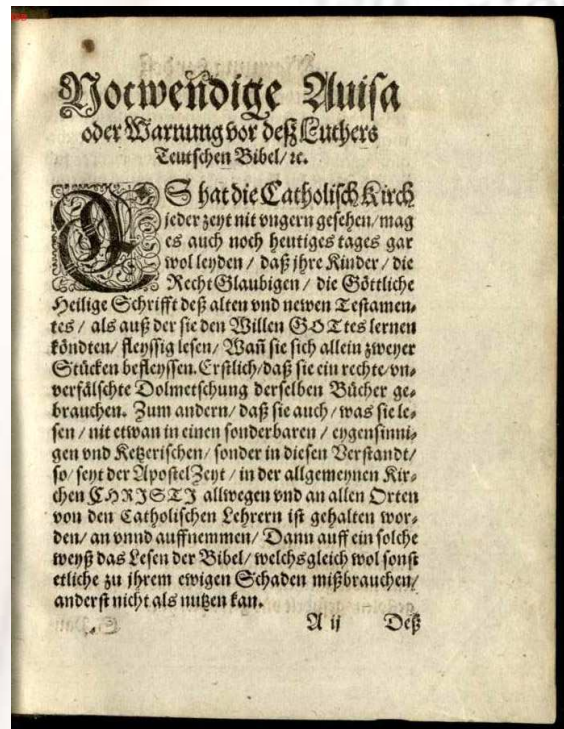 Notwendige Auisa
oder Warnung vor deß Luthers
Teutschen Bibel/ ꝛc.
ES hat die Catholisch Kirch
jeder zeyt nit vngern gesehen/ mag
es auch noch heutiges tages gar
wol leyden / daß jhre Kinder / die
Recht Glaubigen / die Göttliche
Heilige Schrifft deß alten vnd newen Testamen⸗
tes / als auß der sie den Willen GOTtes lernen
köndten/ fleyssig lesen/ Wañ sie sich allein zweyer
Stücken befleyssen. Erstlich/ daß sie ein rechte/ vn⸗
verfälschte Dolmetschung derselben Bücher ge⸗
brauchen. Zum andern/ daß sie auch/ was sie le⸗
sen / nit etwan in einen sonderbaren / eygensinni⸗
gen vnd Ketzerischen/ sonder in diesen Verstandt/
so/ seyt der Apostel Zeyt / in der allgemeynen Kir⸗
chen CHRISTI allwegen vnd an allen Orten
von den Catholischen Lehrern ist gehalten wor⸗
den/ an vnnd auffnemmen/ Dann auff ein solche
weyß das Lesen der Bibel/ welchs gleich wol sonst
etliche zu jhrem ewigen Schaden mißbrauchen/
anderst nicht als nutzen kan.
A ij Deß